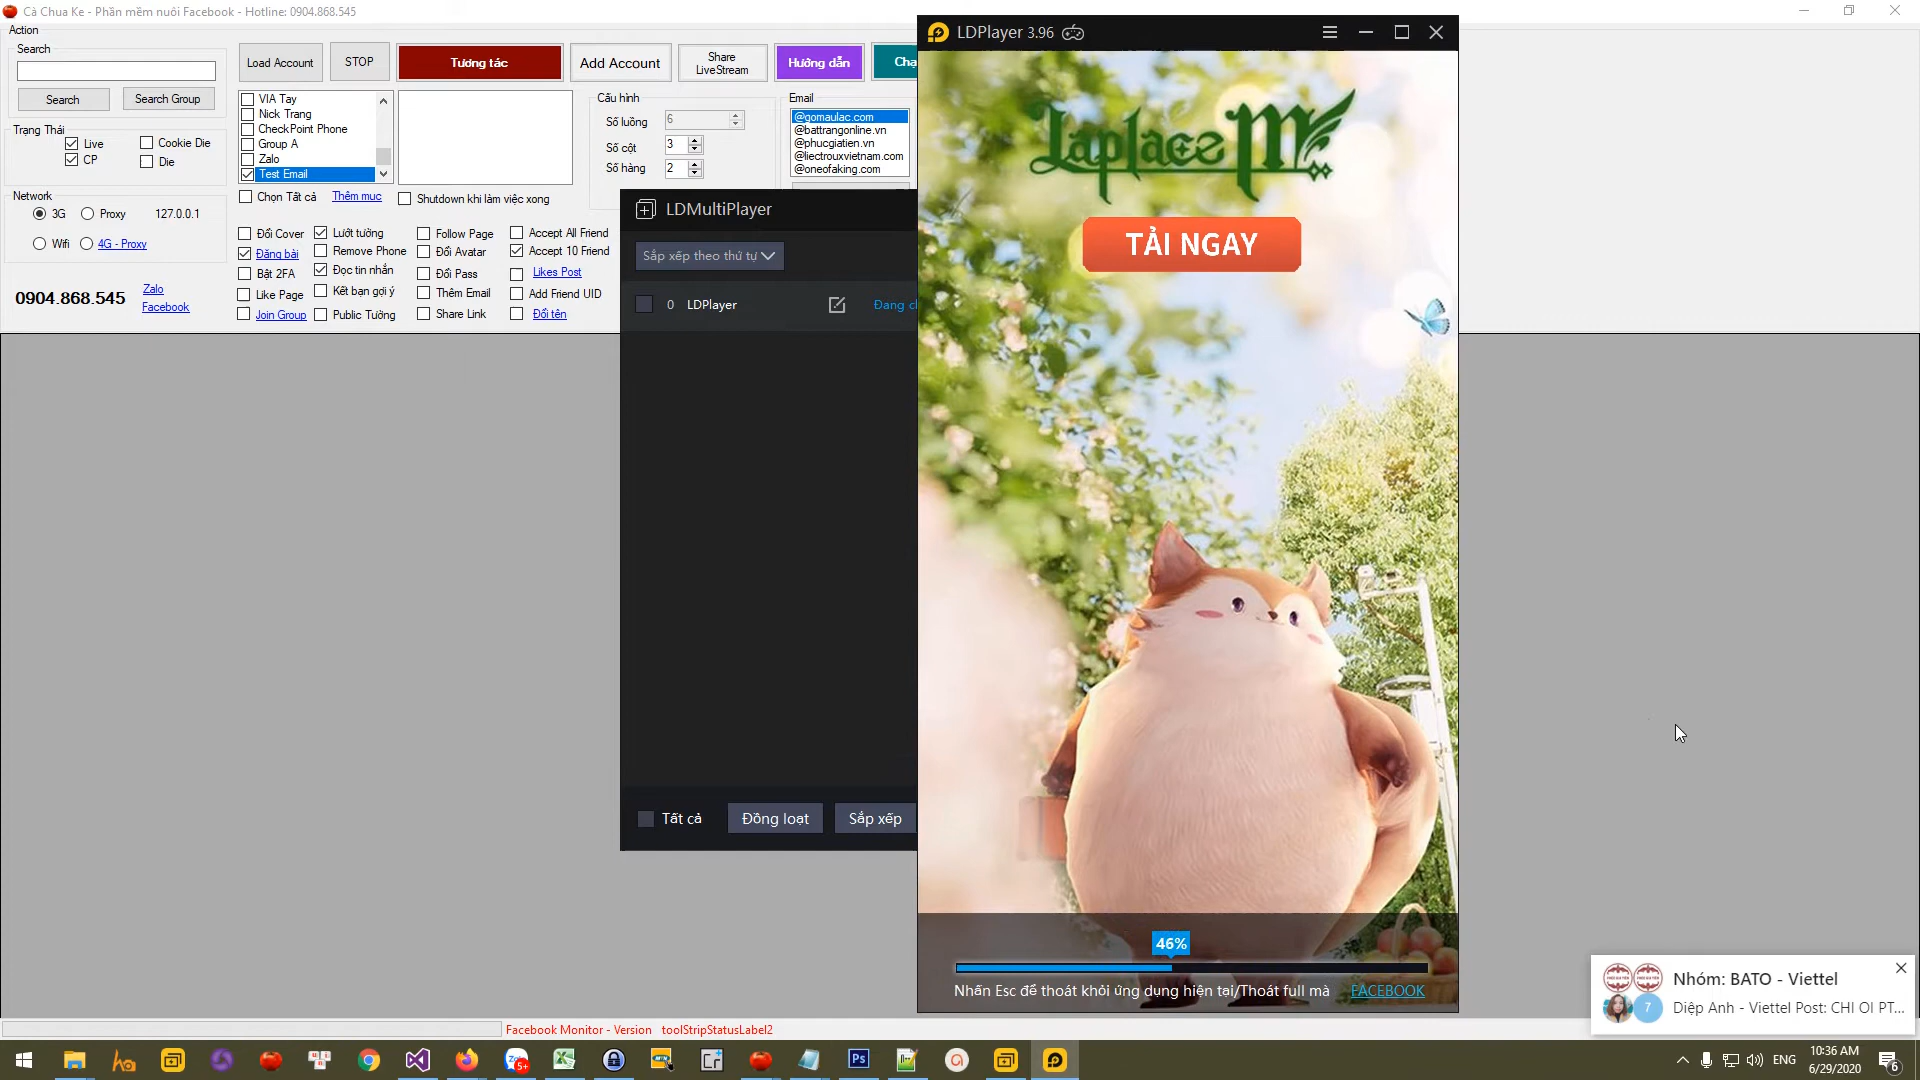 Cà Chua Ke - Phần mềm nuôi Facebook - Hotline: 0904.868.545
Action
Search
Search
Search Group
Load Account
STOP
Tương tác
Add Account
Share
LiveStream
Hướng dẫn
Trạng Thái
Live
CP
Cookie Die
Die
VIA Tay
Nick Trang
CheckPoint Phone
Group A
Zalo
Test Email
Chọn Tất cả
Thêm mục
Shutdown khi làm việc xong
Cấu hình
Số luồng
6
Số cột
3
Số hàng
2
Email
@gomaulac.com
@battrangonline.vn
@phucgiatien.vn
@liectrouxvietnam.com
@oneofaking.com
Network
3G
Proxy
127.0.0.1
Wifi
4G - Proxy
0904.868.545
Zalo
Facebook
Đổi Cover
Lướt tường
Follow Page
Accept All Friend
Đăng bài
Remove Phone
Đổi Avatar
Accept 10 Friend
Bật 2FA
Đọc tin nhắn
Đổi Pass
Likes Post
Like Page
Kết bạn gợi ý
Thêm Email
Add Friend UID
Join Group
Public Tường
Share Link
Đổi tên
LDMultiPlayer
Sắp xếp theo thứ tự
0
LDPlayer
Tất cả
Đồng loạt
Sắp xếp
LDPlayer 3.96
Laplace M
TẢI NGAY
46%
Nhấn Esc để thoát khỏi ứng dụng hiện tại/Thoát full mà
FACEBOOK
Nhóm: BATO - Viettel
7
Diệp Anh - Viettel Post: CHI OI PT...
Facebook Monitor - Version
toolStripStatusLabel2
5+
Ps
ENG
10:36 AM
6/29/2020
6